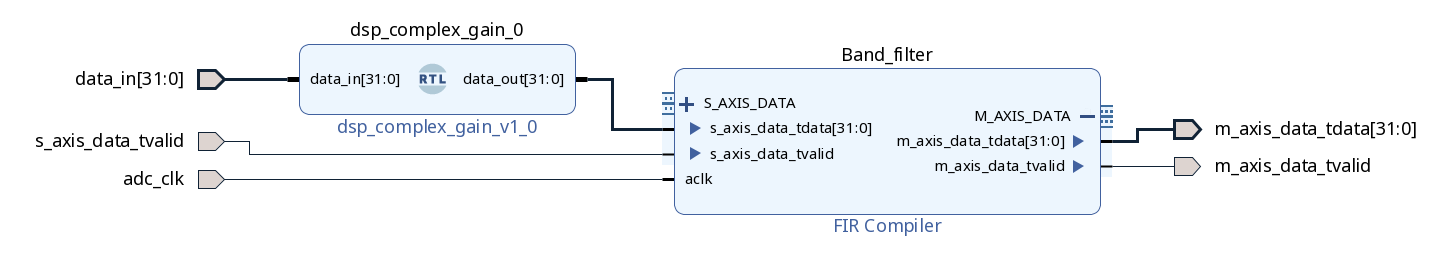 dsp_complex_gain_0
data_in[31:0]
data_in[31:0]
RTL
data_out[31:0]
dsp_complex_gain_v1_0
s_axis_data_tvalid
adc_clk
Band_filter
S_AXIS_DATA
s_axis_data_tdata[31:0]
s_axis_data_tvalid
aclk
M_AXIS_DATA
m_axis_data_tdata[31:0]
m_axis_data_tvalid
FIR Compiler
m_axis_data_tdata[31:0]
m_axis_data_tvalid